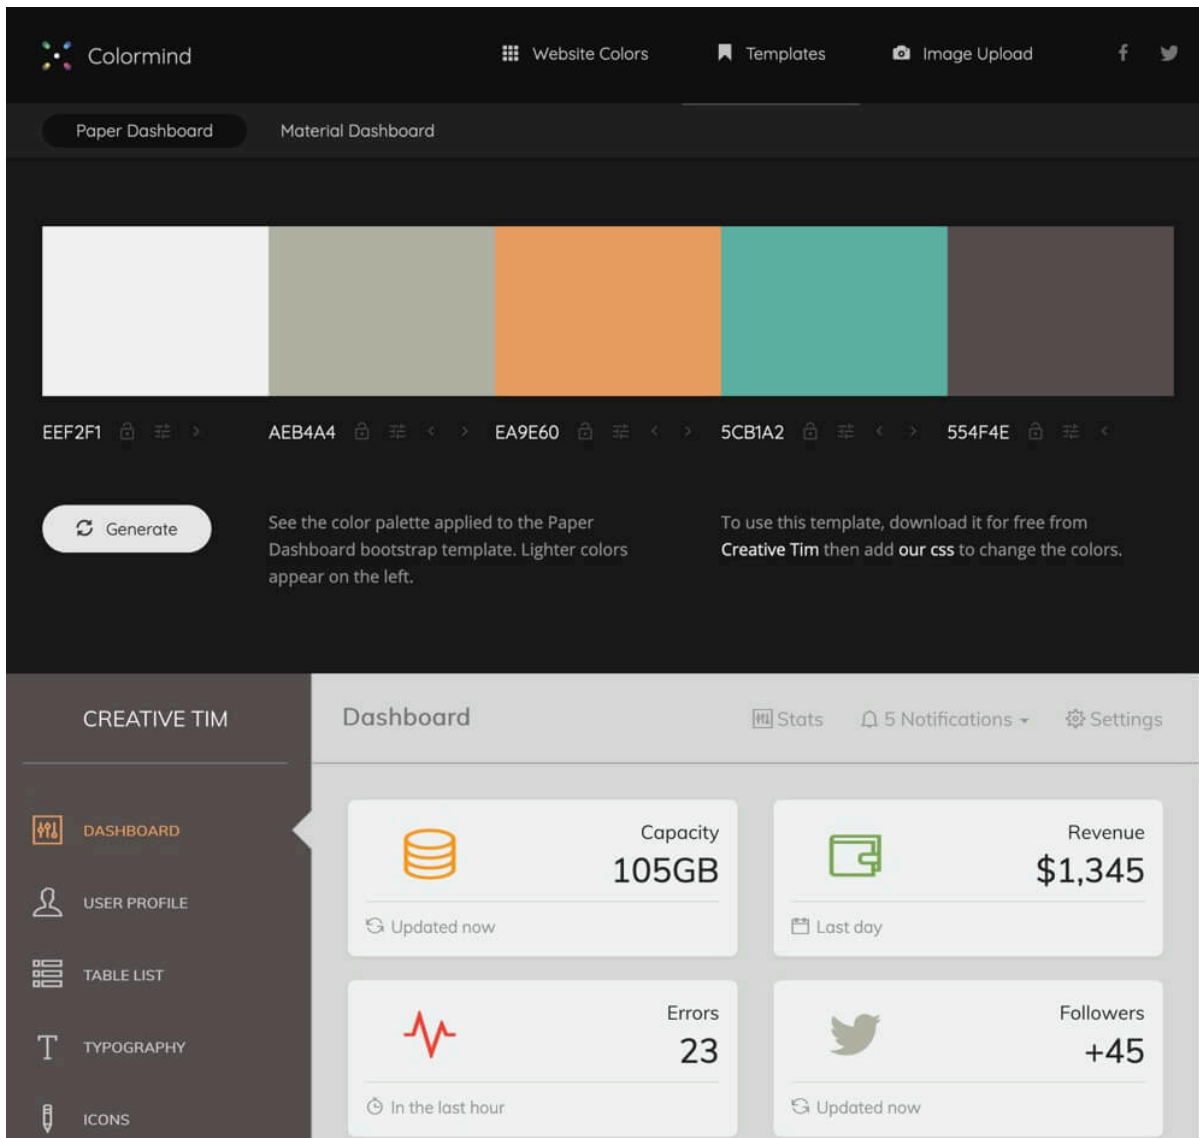 Colormind
Website Colors
Templates
Image Upload
Paper Dashboard
Material Dashboard
EEF2F1
AEB4A4
EA9E60
5CB1A2
554F4E
Generate
See the color palette applied to the Paper
Dashboard bootstrap template. Lighter colors
appear on the left.
To use this template, download it for free from
Creative Tim then add our css to change the colors.
CREATIVE TIM
DASHBOARD
USER PROFILE
TABLE LIST
TYPOGRAPHY
ICONS
Dashboard
Stats
5 Notifications
Settings
Capacity
105GB
Updated now
Revenue
$1,345
Last day
Errors
23
In the last hour
Followers
+45
Updated now